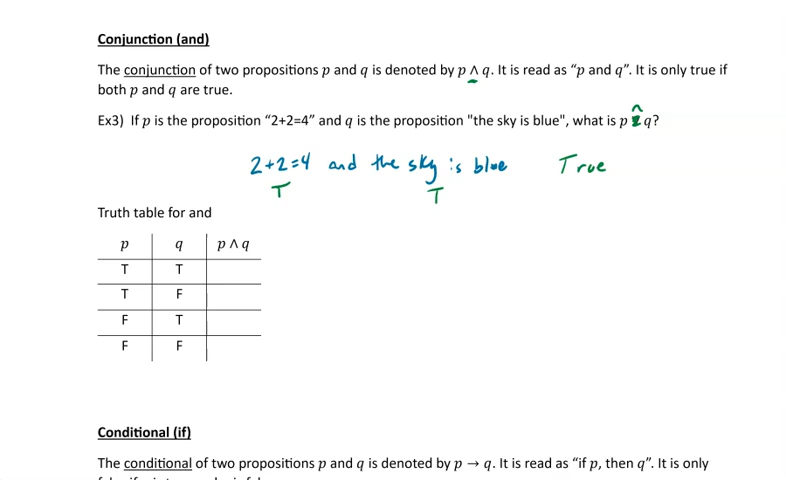 Conjunction (and)
The conjunction of two propositions p and q is denoted by p ∧ q. It is read as “p and q”. It is only true if
both p and q are true.
Ex3) If p is the proposition “2+2=4” and q is the proposition "the sky is blue", what is p ∧ q?
2+2=4 and the sky is blue True
T T
Truth table for and
p q p ∧ q
T T
T F
F T
F F
Conditional (if)
The conditional of two propositions p and q is denoted by p → q. It is read as “if p, then q”. It is only